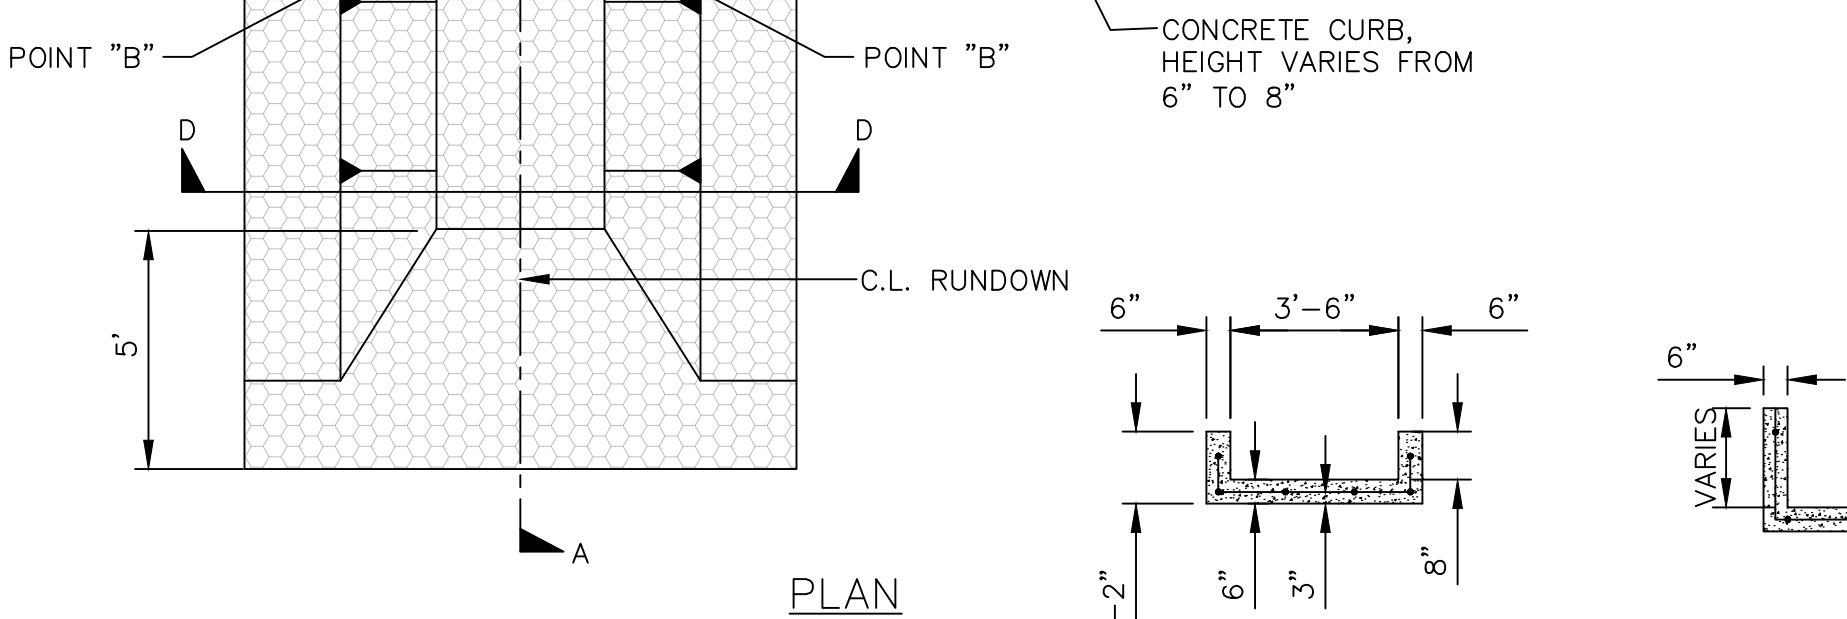 POINT "B"
POINT "B"
CONCRETE CURB,
HEIGHT VARIES FROM
6" TO 8"
D
D
C.L. RUNDOWN
5'
6"
3'-6"
6"
6"
VARIES
-2"
6"
3"
8"
A
PLAN